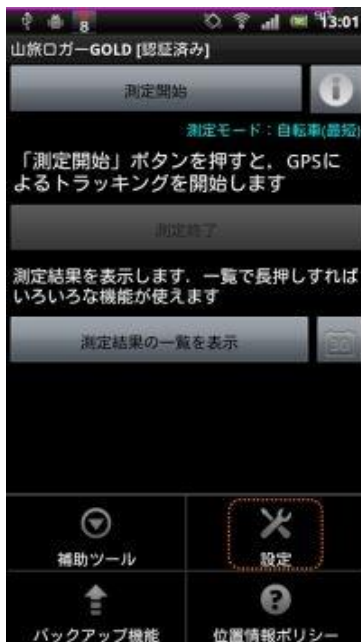 8 13:01
山旅ロガーGOLD [認証済み]
測定開始
測定モード：自転車(最短)
「測定開始」ボタンを押すと，GPSに
よるトラッキングを開始します
測定終了
測定結果を表示します．一覧で長押しすれば
いろいろな機能が使えます
測定結果の一覧を表示
補助ツール 設定
バックアップ機能 位置情報ポリシー